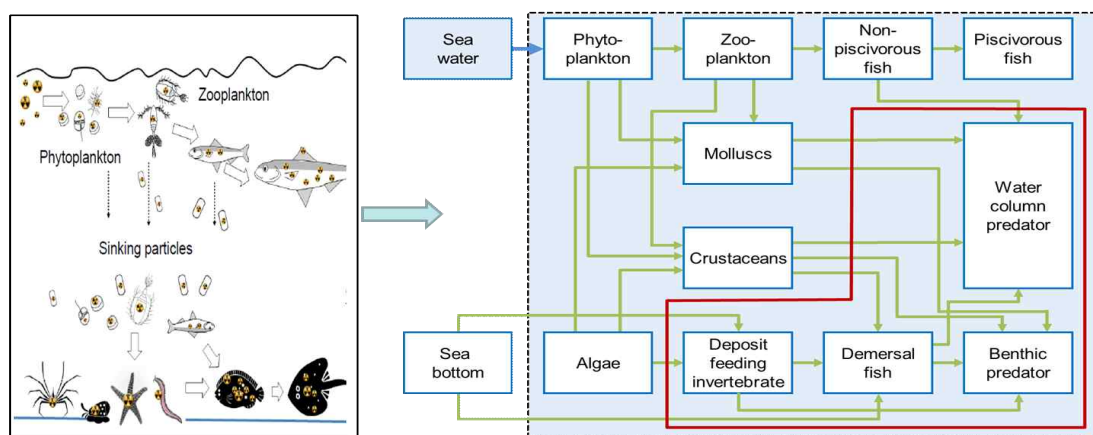 Zooplankton
Phytoplankton
Sinking particles
Sea
water
Phyto-
plankton
Zoo-
plankton
Non-
piscivorous
fish
Piscivorous
fish
Molluscs
Water
column
predator
Crustaceans
Sea
bottom
Algae
Deposit
feeding
invertebrate
Demersal
fish
Benthic
predator